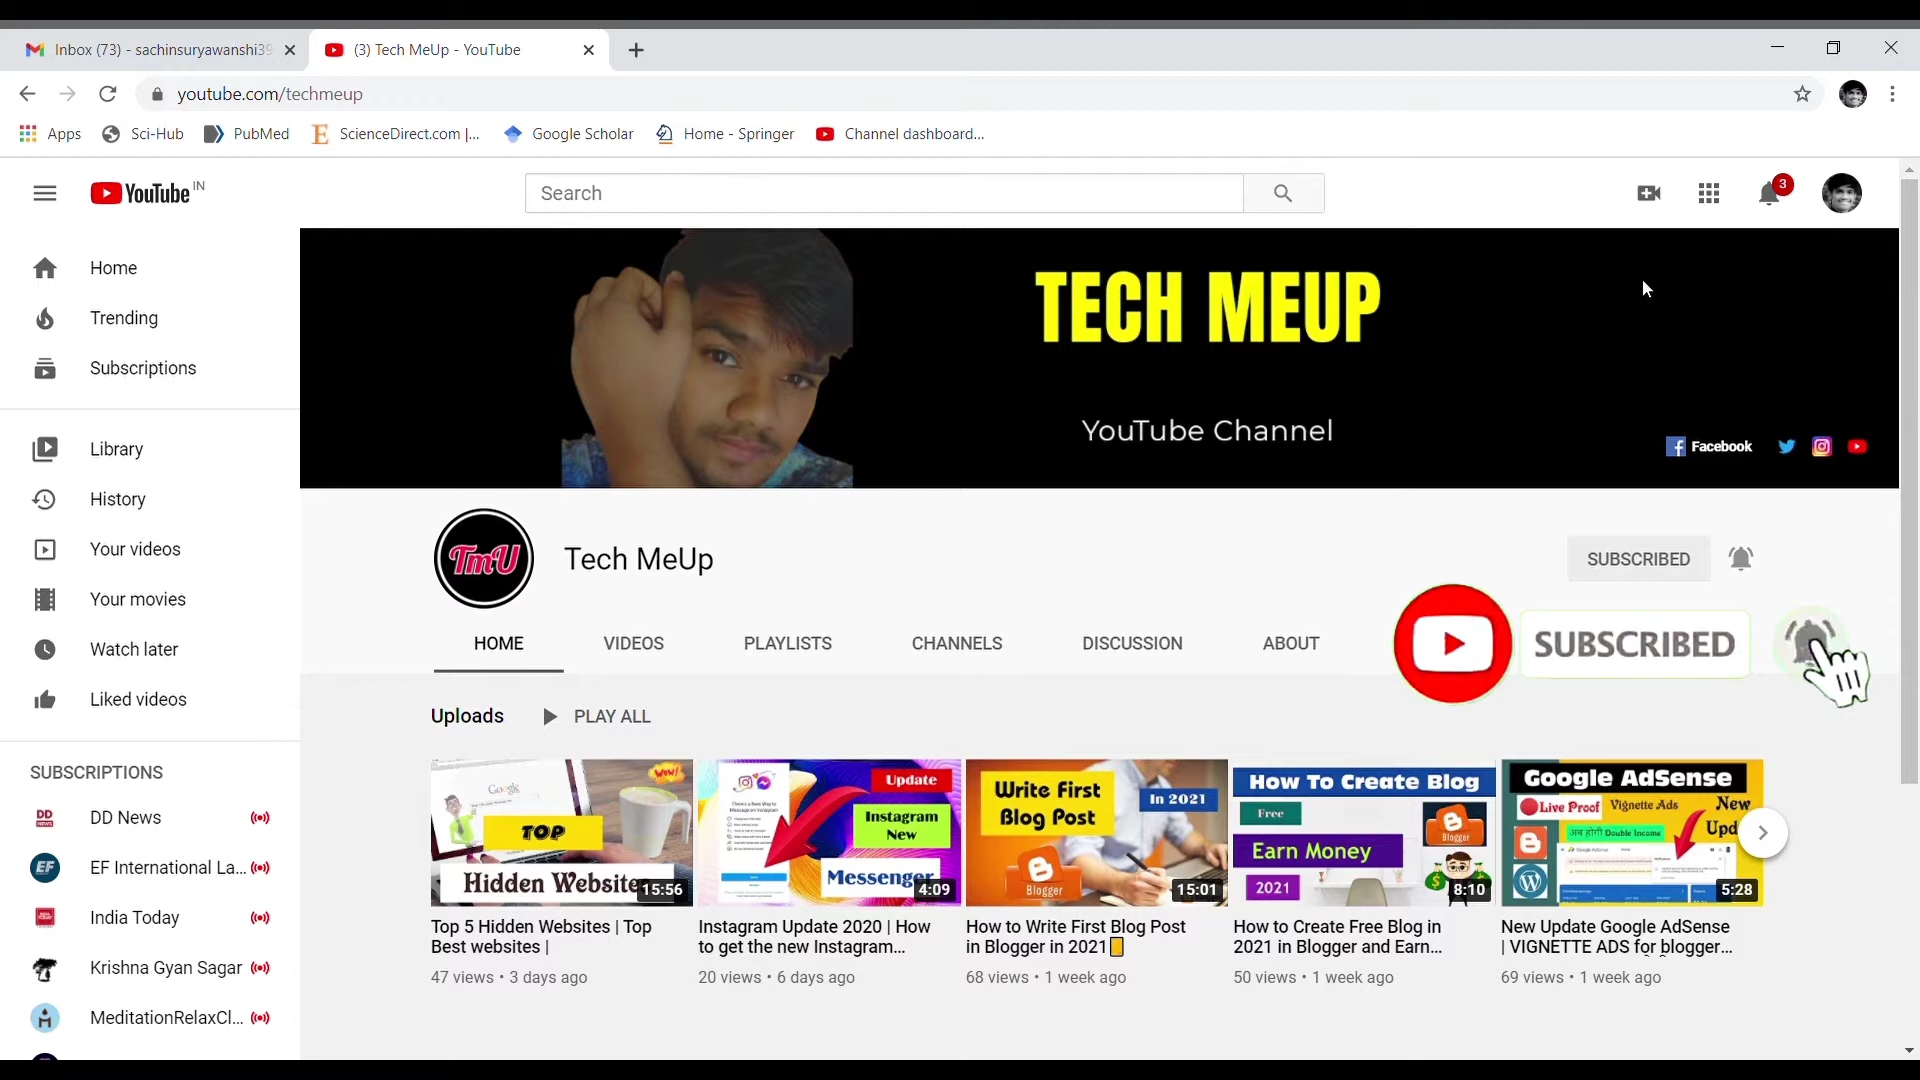 Inbox (73) - sachinsuryawanshi39
(3) Tech MeUp - YouTube
youtube.com/techmeup
Apps
Sci-Hub
PubMed
ScienceDirect.com |...
Google Scholar
Home - Springer
Channel dashboard...
YouTube IN
Search
3
Home
Trending
Subscriptions
Library
History
Your videos
Your movies
Watch later
Liked videos
SUBSCRIPTIONS
DD News
EF International La...
India Today
Krishna Gyan Sagar
MeditationRelaxCl...
TECH MEUP
YouTube Channel
Facebook
TmU
Tech MeUp
SUBSCRIBED
HOME
VIDEOS
PLAYLISTS
CHANNELS
DISCUSSION
ABOUT
SUBSCRIBED
Uploads
PLAY ALL
Google
WOW!
TOP
Hidden Website
15:56
Top 5 Hidden Websites | Top
Best websites |
47 views • 3 days ago
Update
Instagram
New
Messenger
4:09
Instagram Update 2020 | How
to get the new Instagram...
20 views • 6 days ago
Write First
Blog Post
In 2021
Blogger
15:01
How to Write First Blog Post
in Blogger in 2021
68 views • 1 week ago
How To Create Blog
Free
Blogger
Earn Money
2021
8:10
How to Create Free Blog in
2021 in Blogger and Earn...
50 views • 1 week ago
Google AdSense
Live Proof
Vignette Ads
New
Upd
अब होगी Double Income
5:28
New Update Google AdSense
| VIGNETTE ADS for blogger...
69 views • 1 week ago